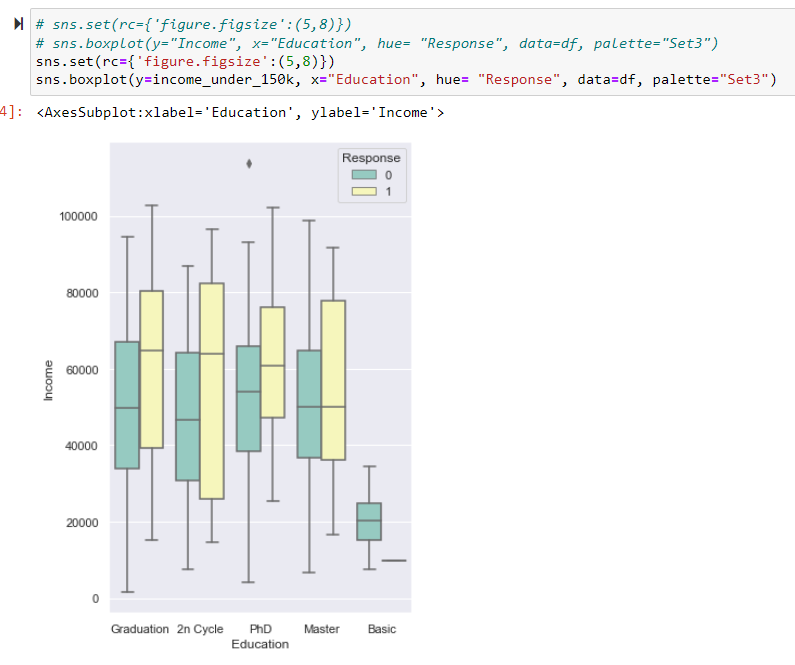 # sns.set(rc={'figure.figsize':(5,8)})
# sns.boxplot(y="Income", x="Education", hue= "Response", data=df, palette="Set3")
sns.set(rc={'figure.figsize':(5,8)})
sns.boxplot(y=income_under_150k, x="Education", hue= "Response", data=df, palette="Set3")
4]: <AxesSubplot:xlabel='Education', ylabel='Income'>
Response
0
1
100000
80000
60000
40000
20000
0
Income
Graduation 2n Cycle PhD Master Basic
Education